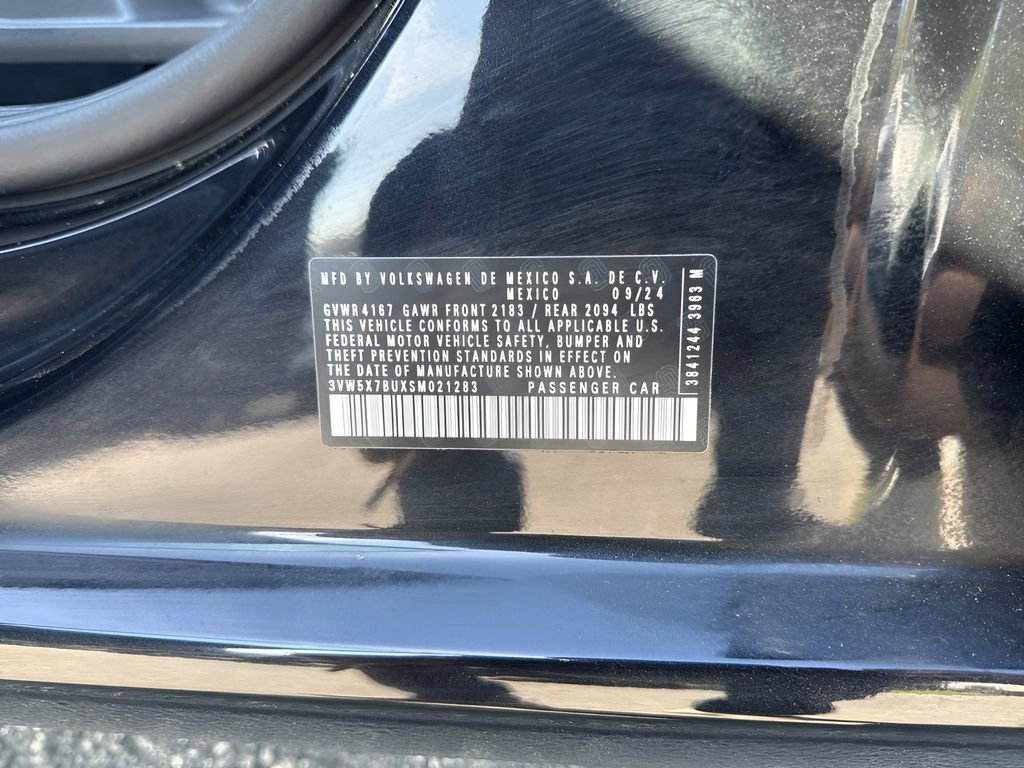 MFD BY VOLKSWAGEN DE MEXICO S.A. DE C.V.
MEXICO 09/24
GVWR 4167 GAWR FRONT 2183 / REAR 2094 LBS
THIS VEHICLE CONFORMS TO ALL APPLICABLE U.S.
FEDERAL MOTOR VEHICLE SAFETY, BUMPER AND
THEFT PREVENTION STANDARDS IN EFFECT ON
THE DATE OF MANUFACTURE SHOWN ABOVE.
3VW5X7BUXSM021283 PASSENGER CAR
3841244 3963 M